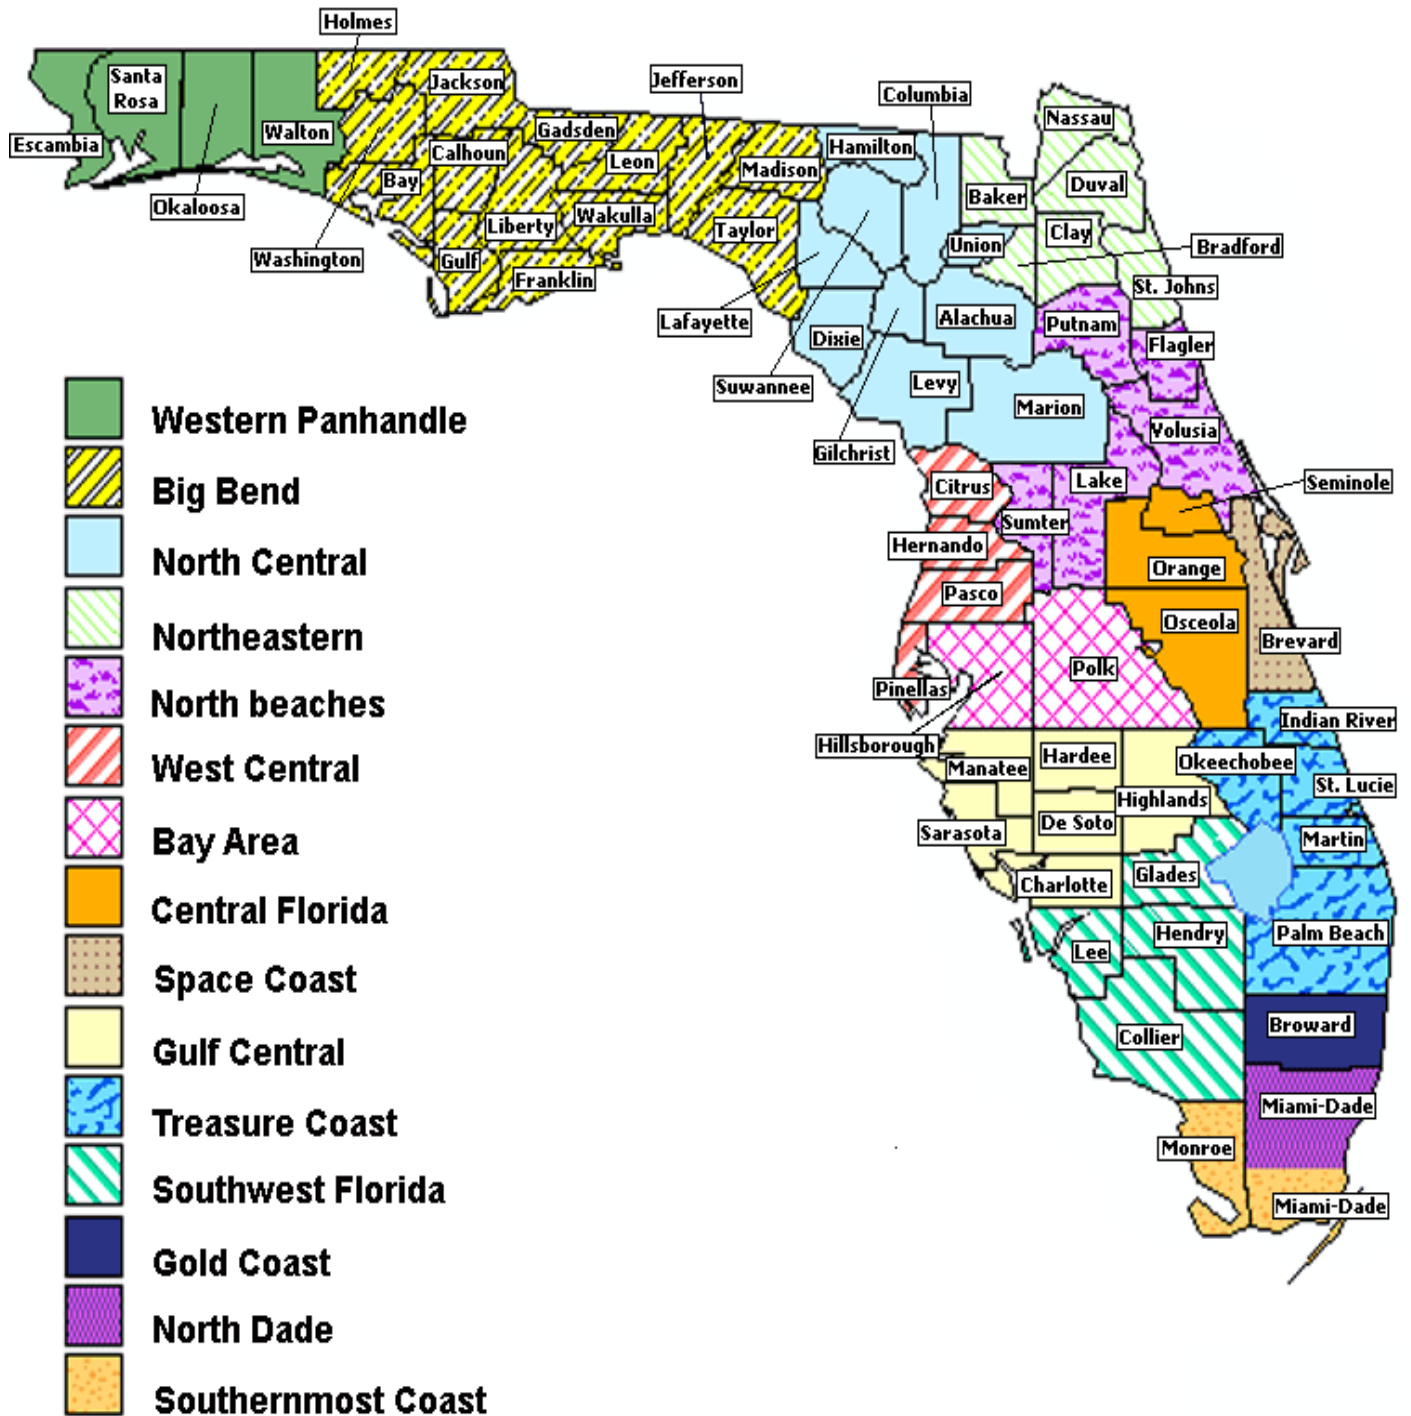 Holmes
Jefferson
Columbia
Santa
Rosa
Jackson
Nassau
Escambia
Walton
Gadsden
Hamilton
Calhoun
Leon
Madison
Bay
Baker
Duval
Okaloosa
Liberty
Wakulla
Taylor
Union
Clay
Bradford
Washington
Gulf
Franklin
St. Johns
Lafayette
Dixie
Alachua
Putnam
Flagler
Suwannee
Levy
Marion
Volusia
Gilchrist
Citrus
Lake
Seminole
Sumter
Hernando
Orange
Pasco
Osceola
Brevard
Polk
Pinellas
Indian River
Hillsborough
Manatee
Hardee
Okeechobee
St. Lucie
Highlands
Sarasota
De Soto
Martin
Charlotte
Glades
Lee
Hendry
Palm Beach
Collier
Broward
Miami-Dade
Monroe
Miami-Dade
Western Panhandle
Big Bend
North Central
Northeastern
North beaches
West Central
Bay Area
Central Florida
Space Coast
Gulf Central
Treasure Coast
Southwest Florida
Gold Coast
North Dade
Southernmost Coast